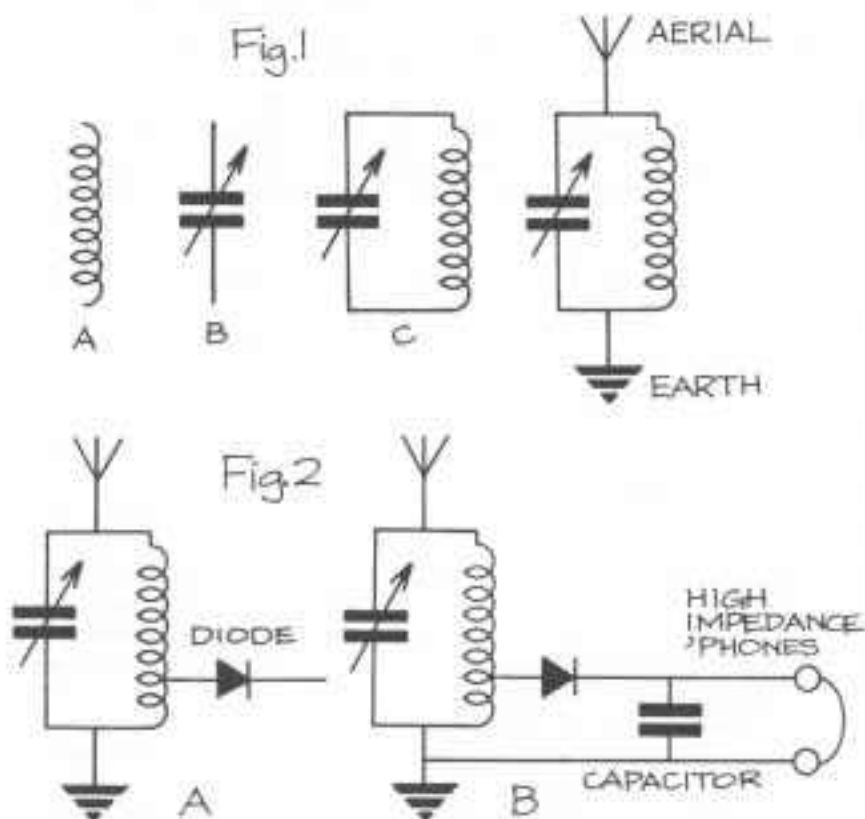 Fig.1
AERIAL
A
B
C
EARTH
Fig.2
DIODE
HIGH
IMPEDANCE
'PHONES
CAPACITOR
A
B